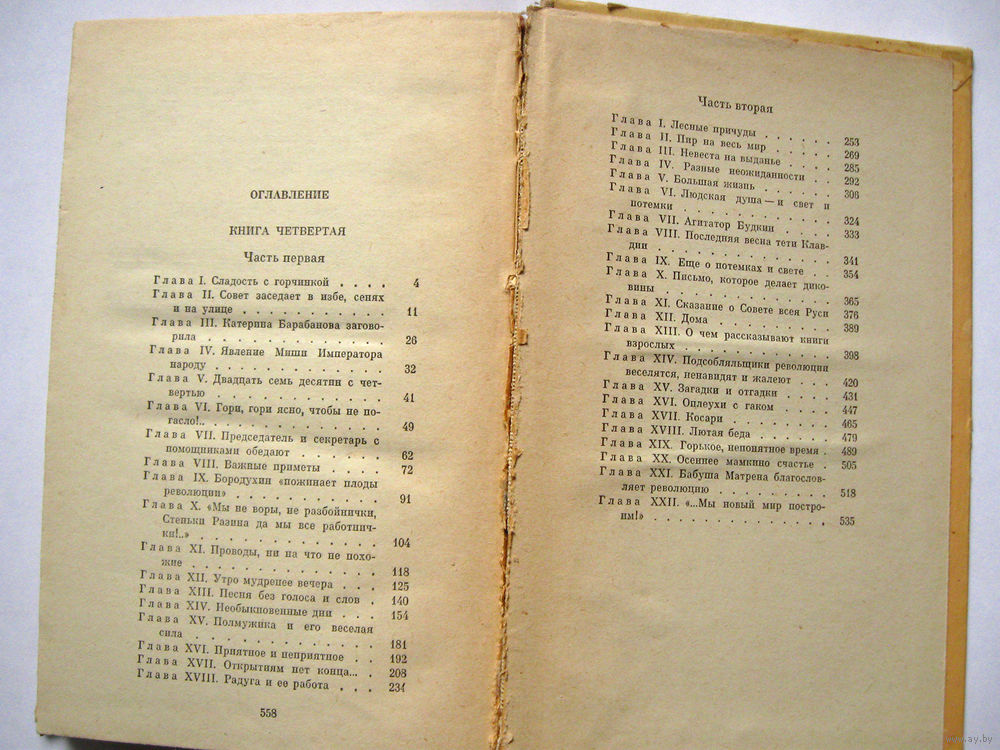 ОГЛАВЛЕНИЕ
КНИГА ЧЕТВЕРТАЯ
Часть первая
Глава I. Сладость с горчинкой . . . . 4
Глава II. Совет заседает в избе, сенях
и на улице . . . . . . . . . . . 11
Глава III. Катерина Барабанова загово-
рила . . . . . . . . . . . . . 26
Глава IV. Явление Миши Императора
народу . . . . . . . . . . . . 32
Глава V. Двадцать семь десятин с чет-
вертью . . . . . . . . . . . . 41
Глава VI. Гори, гори ясно, чтобы не по-
гасло!.. . . . . . . . . . . . . 49
Глава VII. Председатель и секретарь с
помощниками обедают . . . . . . 62
Глава VIII. Важные приметы . . . . 72
Глава IX. Бородухин «пожинает плоды
революции» . . . . . . . . . . 91
Глава X. «Мы не воры, не разбойнички,
Стеньки Разина да мы все работнич-
ки!..» . . . . . . . . . . . . 104
Глава XI. Проводы, ни на что не похо-
жие . . . . . . . . . . . . . 118
Глава XII. Утро мудренее вечера . . . 125
Глава XIII. Песня без голоса и слов . 140
Глава XIV. Необыкновенные дни . . . 154
Глава XV. Полмужика и его веселая
сила . . . . . . . . . . . . . 181
Глава XVI. Приятное и неприятное . . 192
Глава XVII. Открытиям нет конца... . 208
Глава XVIII. Радуга и ее работа . . . 234
558
Часть вторая
Глава I. Лесные причуды . . . . . . 253
Глава II. Пир на весь мир . . . . . 269
Глава III. Невеста на выданье . . . . 285
Глава IV. Разные неожиданности . . 292
Глава V. Большая жизнь . . . . . . 306
Глава VI. Людская душа — и свет и
потемки . . . . . . . . . . . . 324
Глава VII. Агитатор Будкин . . . . . 333
Глава VIII. Последняя весна тети Клав-
дии . . . . . . . . . . . . . 341
Глава IX. Еще о потемках и свете . . 354
Глава X. Письмо, которое делает дико-
вины . . . . . . . . . . . . . 365
Глава XI. Сказание о Совете всея Руси 376
Глава XII. Дома . . . . . . . . . 389
Глава XIII. О чем рассказывают книги
взрослых . . . . . . . . . . . 398
Глава XIV. Подсобляльщики революции
веселятся, ненавидят и жалеют . . . 420
Глава XV. Загадки и отгадки . . . . 431
Глава XVI. Оплеухи с гаком . . . . . 447
Глава XVII. Косари . . . . . . . . 465
Глава XVIII. Лютая беда . . . . . . 479
Глава XIX. Горькое, непонятное время . 489
Глава XX. Осеннее мамкино счастье . 505
Глава XXI. Бабуша Матрена благослов-
ляет революцию . . . . . . . . 518
Глава XXII. «...Мы новый мир постро-
им!» . . . . . . . . . . . . . 535
www.ay.by